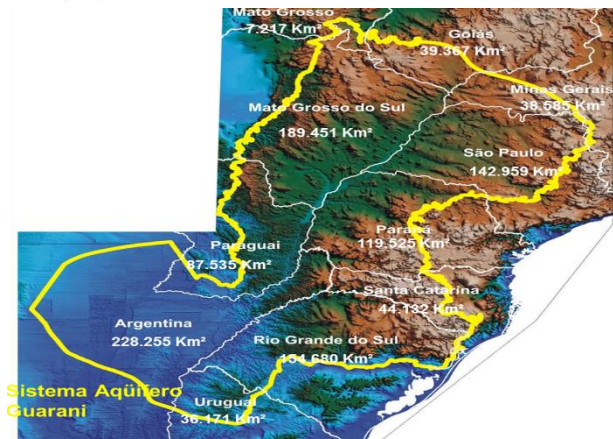 Mato Grosso
7.217 Km²
Goiás
39.367 Km²
Minas Gerais
38.585 Km²
Mato Grosso do Sul
189.451 Km²
São Paulo
142.959 Km²
Paraná
119.525 Km²
Paraguai
87.535 Km²
Santa Catarina
44.132 Km²
Argentina
228.255 Km²
Rio Grande do Sul
154.680 Km²
Sistema Aqüífero
Guarani
Uruguai
36.171 Km²